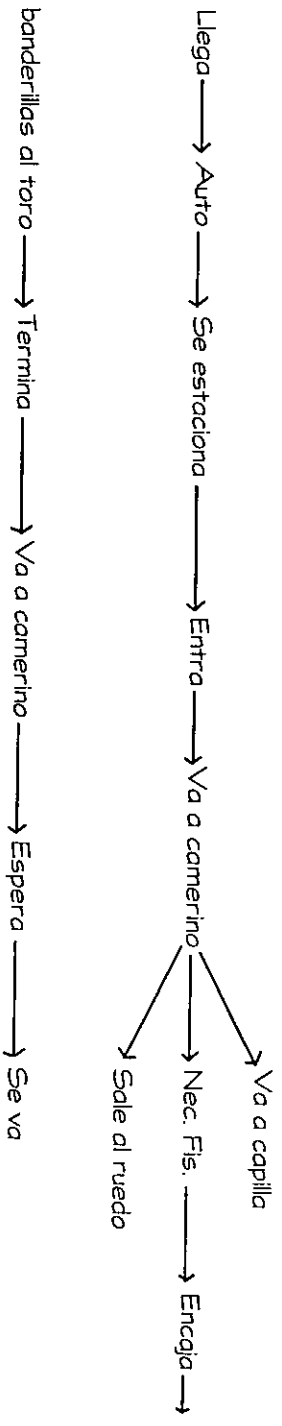 Llega → Auto → Se estaciona → Entra → Va a camerino
Va a capilla
Nec. Fis. → Encaja →
Sale al ruedo
banderillas al toro → Termina → Va a camerino → Espera → Se va